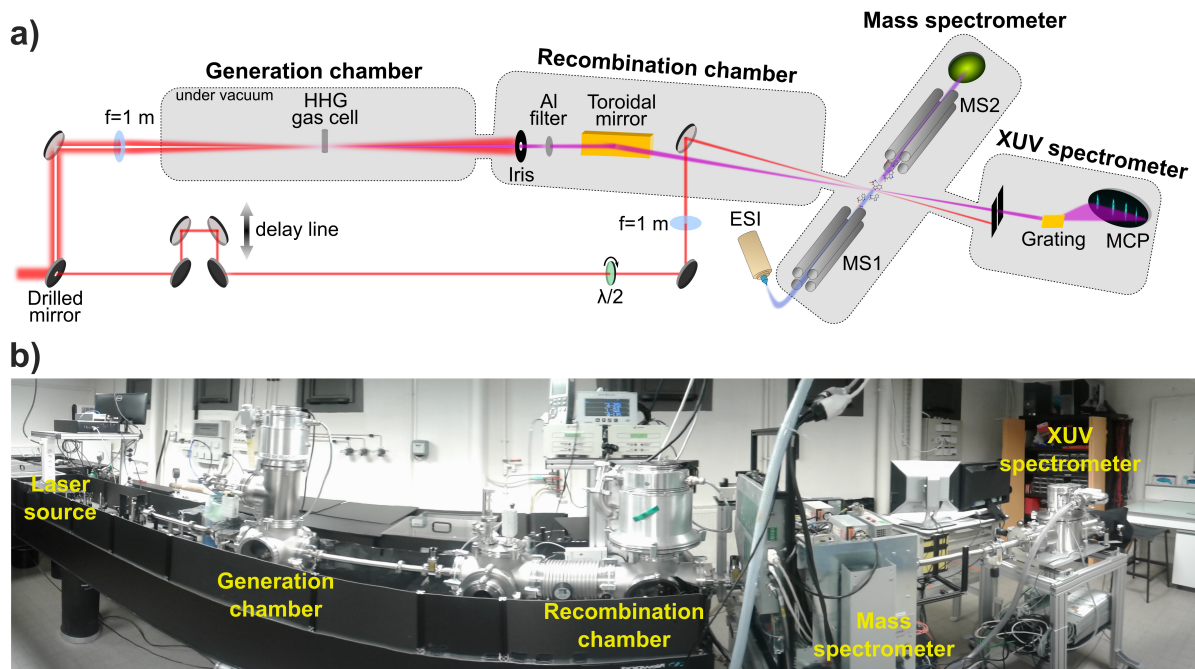 a)
Mass spectrometer
Recombination chamber
Generation chamber
under vacuum
HHG
gas cell
f=1 m
Al
filter
Toroidal
mirror
MS2
XUV spectrometer
Iris
delay line
f=1 m
ESI
Grating
MCP
MS1
Drilled
mirror
λ/2
b)
XUV
spectrometer
Laser
source
Generation
chamber
Recombination
chamber
Mass
spectrometer